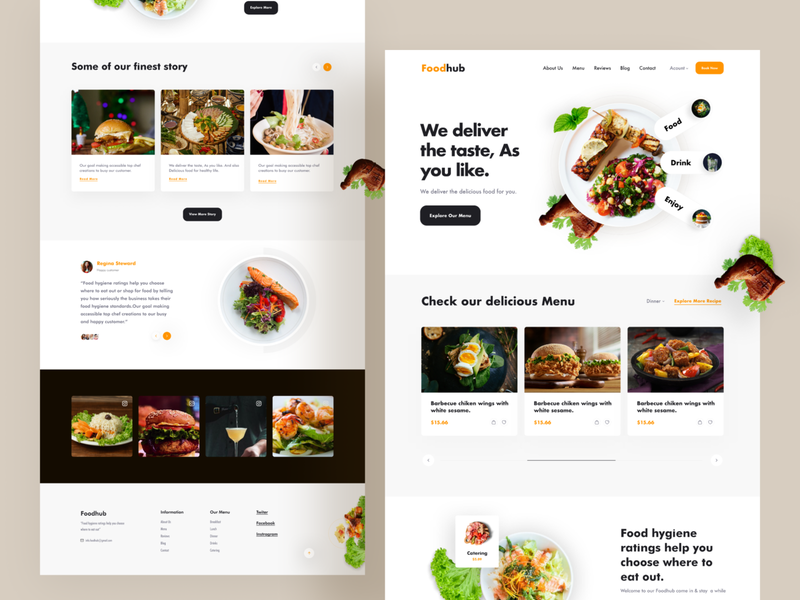 Explore More
Some of our finest story
Our goal making accessible top chef
creations to busy our customer.
Read More
We deliver the taste, As you like. And also
Delicious food for healthy life.
Read More
Our goal making accessible top chef
creations to busy our customer.
Read More
View More Story
Regina Steward
Happy customer
"Food hygiene ratings help you choose
where to eat out or shop for food by telling
you how seriously the business takes their
food hygiene standards.Our goal making
accessible top chef creations to our busy
and happy customer."
Foodhub
"Food hygiene ratings help you choose
where to eat out"
Information
About Us
Menu
Reviews
Blog
Contact
Our Menu
Breakfast
Lunch
Dinner
Drinks
Catering
Twiter
Facebook
Instragram
Foodhub
About Us
Menu
Reviews
Blog
Contact
Account
Book Now
We deliver
the taste, As
you like.
We deliver the delicious food for you.
Explore Our Menu
Food
Drink
Enjoy
Check our delicious Menu
Dinner
Explore More Recipe
Barbecue chiken wings with
white sesame.
$15.66
Barbecue chiken wings with
white sesame.
$15.66
Barbecue chiken wings with
white sesame.
$15.66
Catering
Food hygiene
ratings help you
choose where to
eat out.
Welcome to our Foodhub come in & stay a while